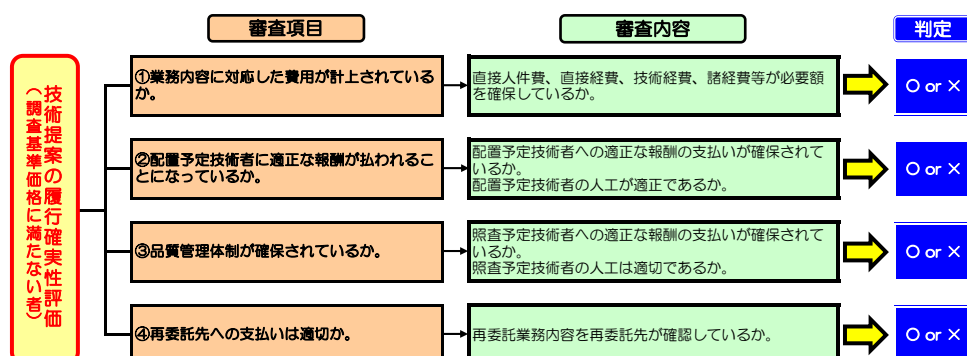 審査項目
審査内容
判定
技術提案の履行確実性評価
（調査基準価格に満たない者）
①業務内容に対応した費用が計上されている
か。
直接人件費、直接経費、技術経費、諸経費等が必要額
を確保しているか。
○ or ×
②配置予定技術者に適正な報酬が払われるこ
とになっているか。
配置予定技術者への適正な報酬の支払いが確保されて
いるか。
配置予定技術者の人工が適正であるか。
○ or ×
③品質管理体制が確保されているか。
照査予定技術者への適正な報酬の支払いが確保されて
いるか。
照査予定技術者の人工は適切であるか。
○ or ×
④再委託先への支払いは適切か。
再委託業務内容を再委託先が確認しているか。
○ or ×